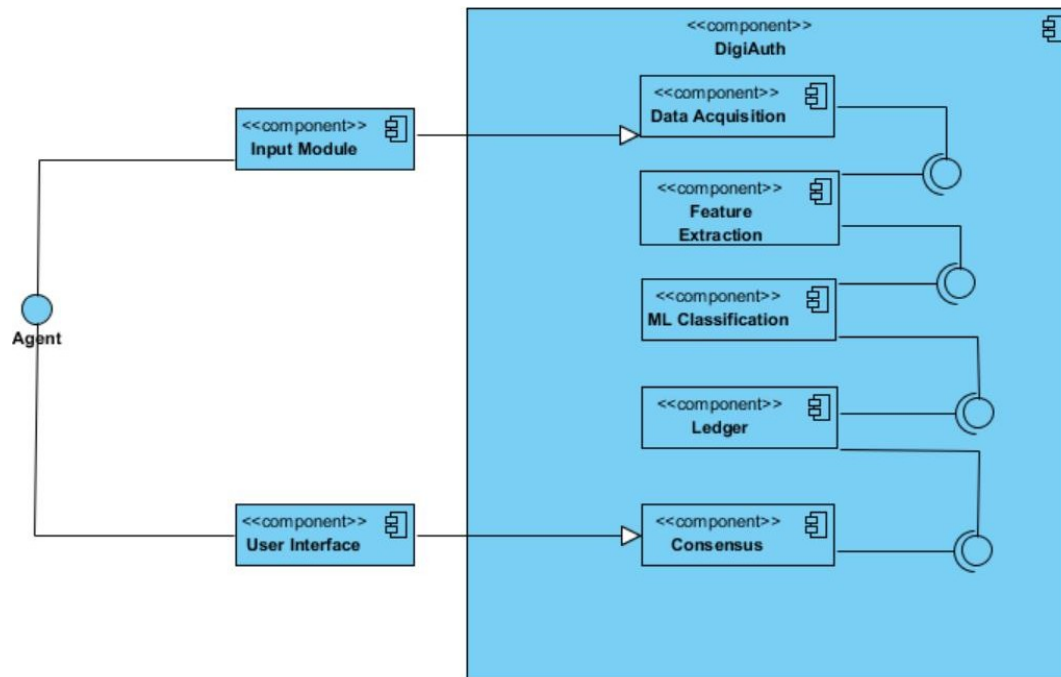 <<component>>
DigiAuth
<<component>>
Data Acquisition
<<component>>
Input Module
<<component>>
Feature
Extraction
<<component>>
ML Classification
Agent
<<component>>
Ledger
<<component>>
User Interface
<<component>>
Consensus